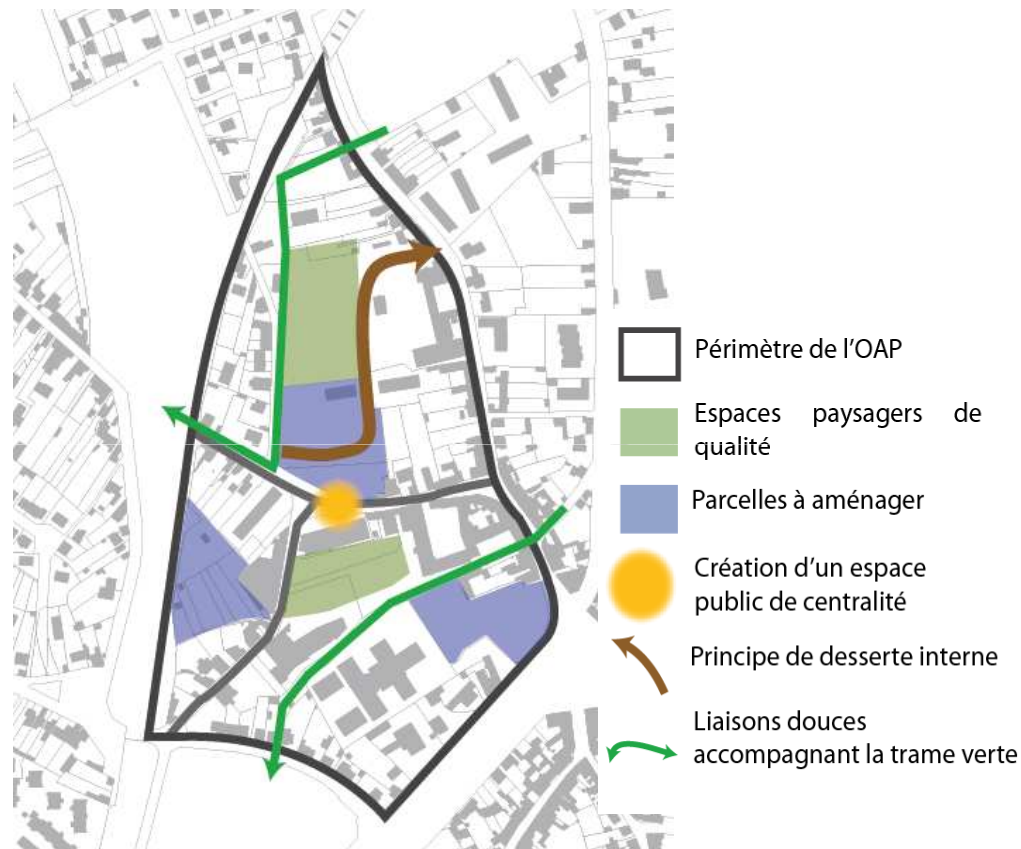 Périmètre de l’OAP
Espaces paysagers de
qualité
Parcelles à aménager
Création d’un espace
public de centralité
Principe de desserte interne
Liaisons douces
accompagnant la trame verte